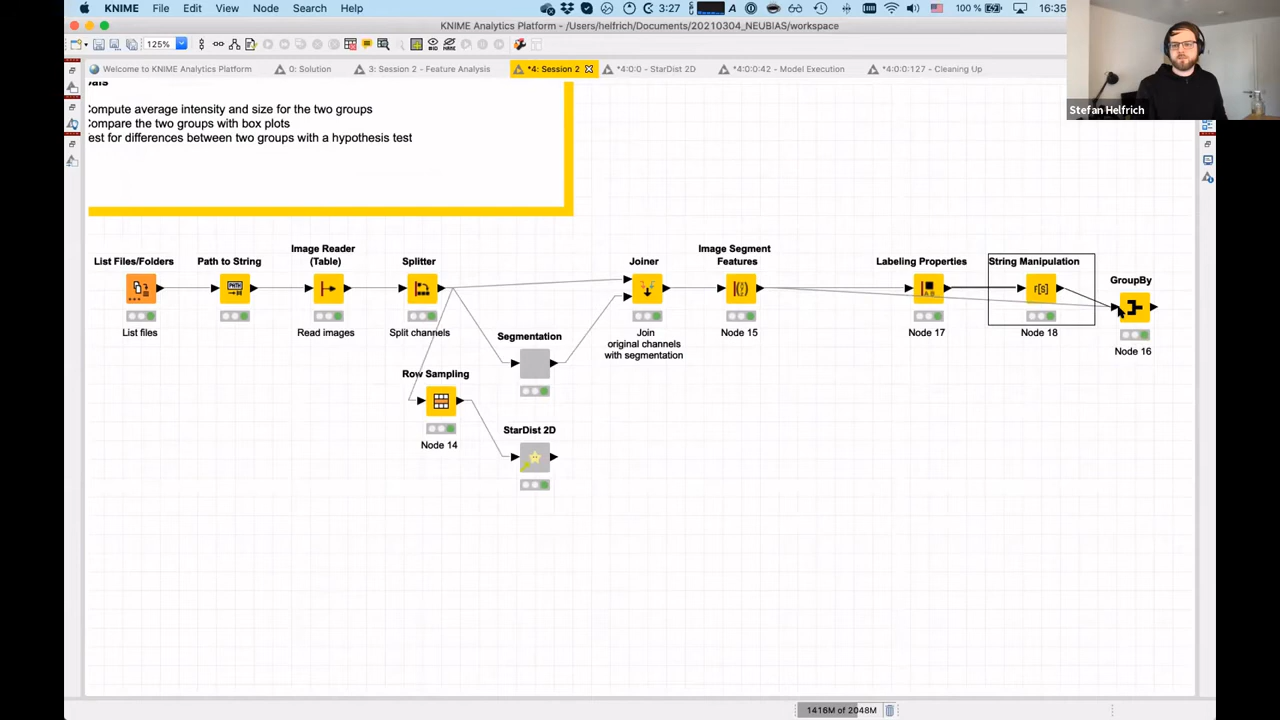 KNIME File Edit View Node Search Help 3:27 100 % 16:35
KNIME Analytics Platform - /Users/helfrich/Documents/20210304_NEUBIAS/workspace
125%
Welcome to KNIME Analytics Platform 0: Solution 3: Session 2 - Feature Analysis *4: Session 2 *4:0:0 - StarDist 2D *4:0:42 - Model Execution *4:0:127 - Cleaning Up
Stefan Helfrich
als
Compute average intensity and size for the two groups
Compare the two groups with box plots
est for differences between two groups with a hypothesis test
List Files/Folders
List files
Path to String
Image Reader
(Table)
Read images
Splitter
Split channels
Row Sampling
Node 14
Segmentation
StarDist 2D
Joiner
Join
original channels
with segmentation
Image Segment
Features
Node 15
Labeling Properties
Node 17
String Manipulation
Node 18
GroupBy
Node 16
1416M of 2048M